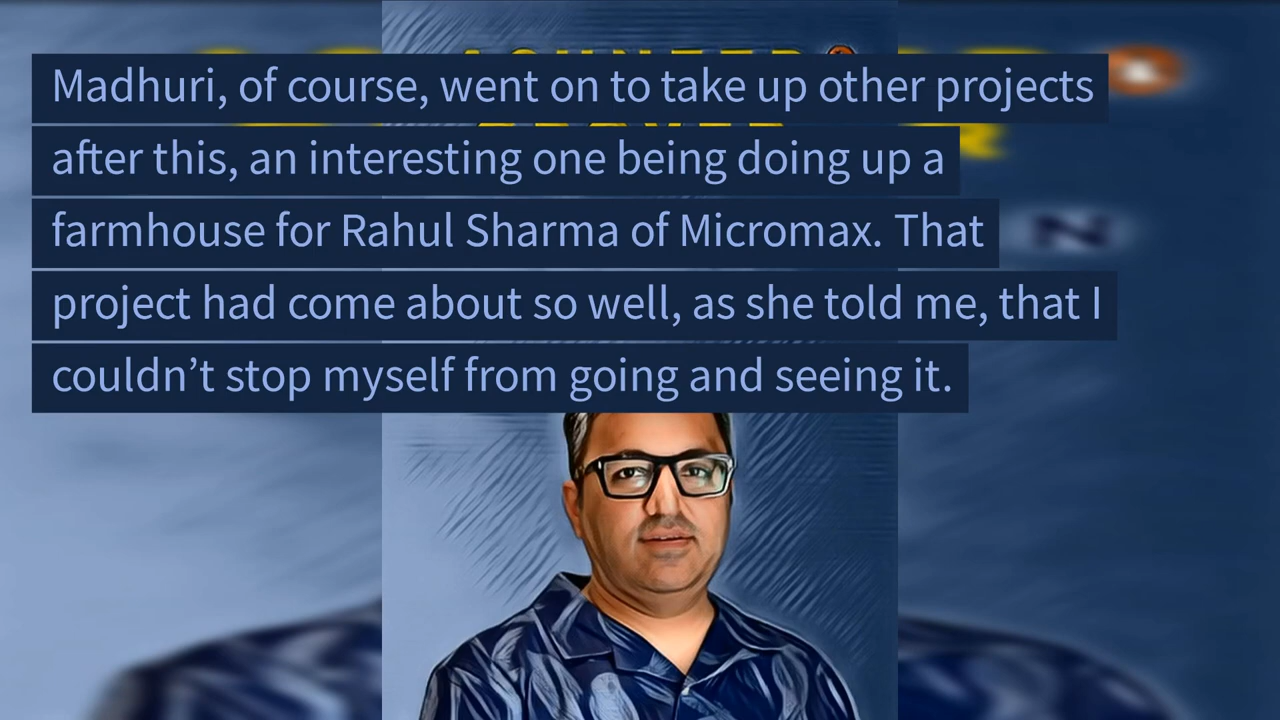 Madhuri, of course, went on to take up other projects
after this, an interesting one being doing up a
farmhouse for Rahul Sharma of Micromax. That
project had come about so well, as she told me, that I
couldn’t stop myself from going and seeing it.